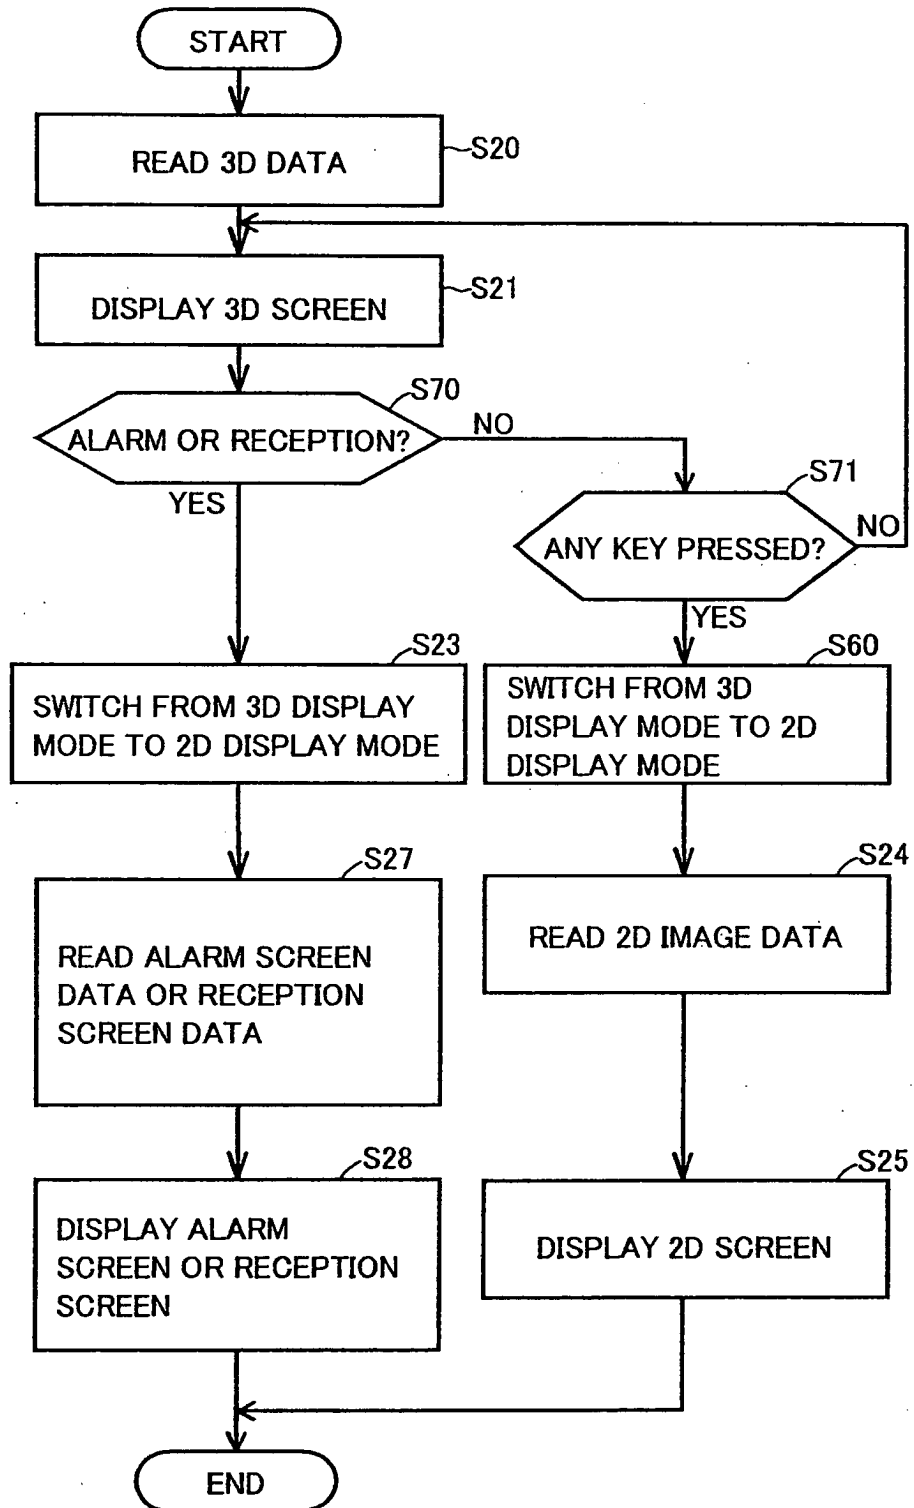 START
READ 3D DATA
S20
DISPLAY 3D SCREEN
S21
S70
ALARM OR RECEPTION?
NO
YES
S71
ANY KEY PRESSED?
NO
YES
S23
SWITCH FROM 3D DISPLAY
MODE TO 2D DISPLAY MODE
S60
SWITCH FROM 3D
DISPLAY MODE TO 2D
DISPLAY MODE
S27
READ ALARM SCREEN
DATA OR RECEPTION
SCREEN DATA
S24
READ 2D IMAGE DATA
S28
DISPLAY ALARM
SCREEN OR RECEPTION
SCREEN
S25
DISPLAY 2D SCREEN
END